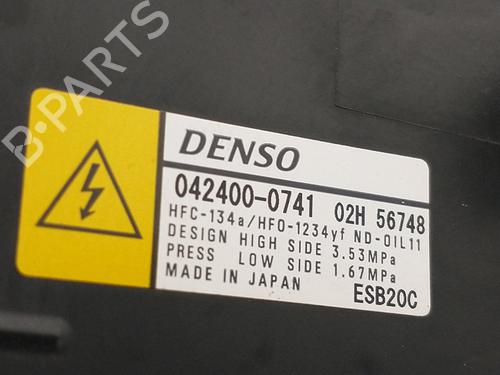 B·PARTS
DENSO
042400-0741 02H 56748
HFC-134a/HFO-1234yf ND-OIL11
DESIGN HIGH SIDE 3.53MPa
PRESS LOW SIDE 1.67MPa
MADE IN JAPAN
ESB20C